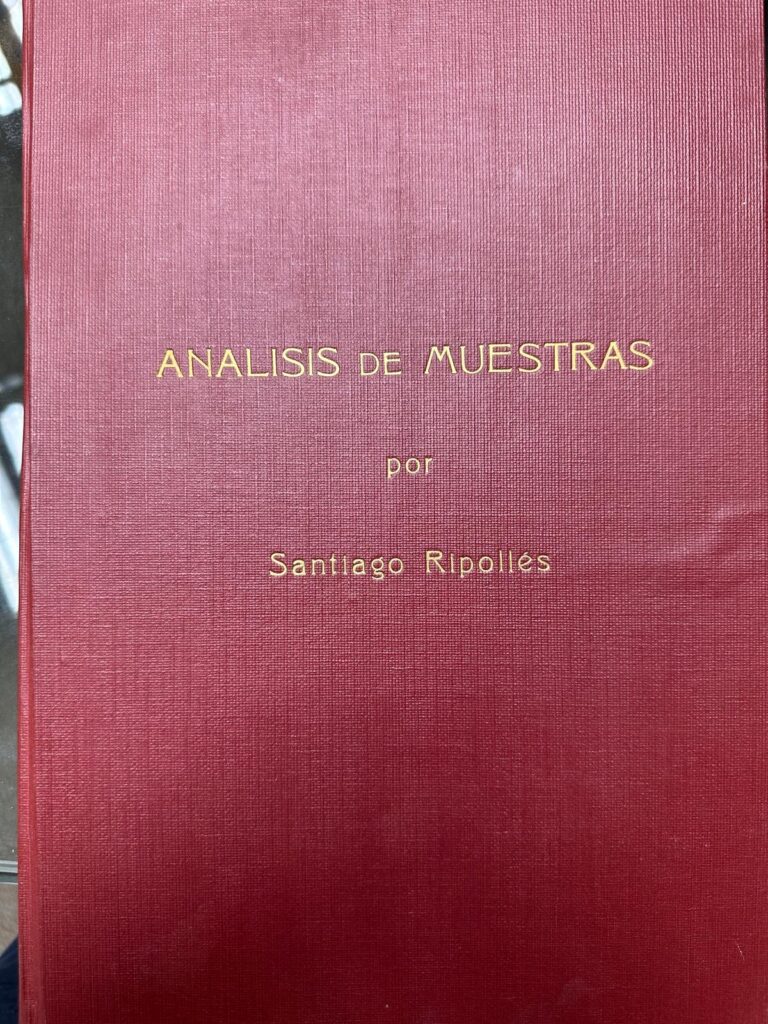 ANALISIS DE MUESTRAS
por
Santiago Ripollés